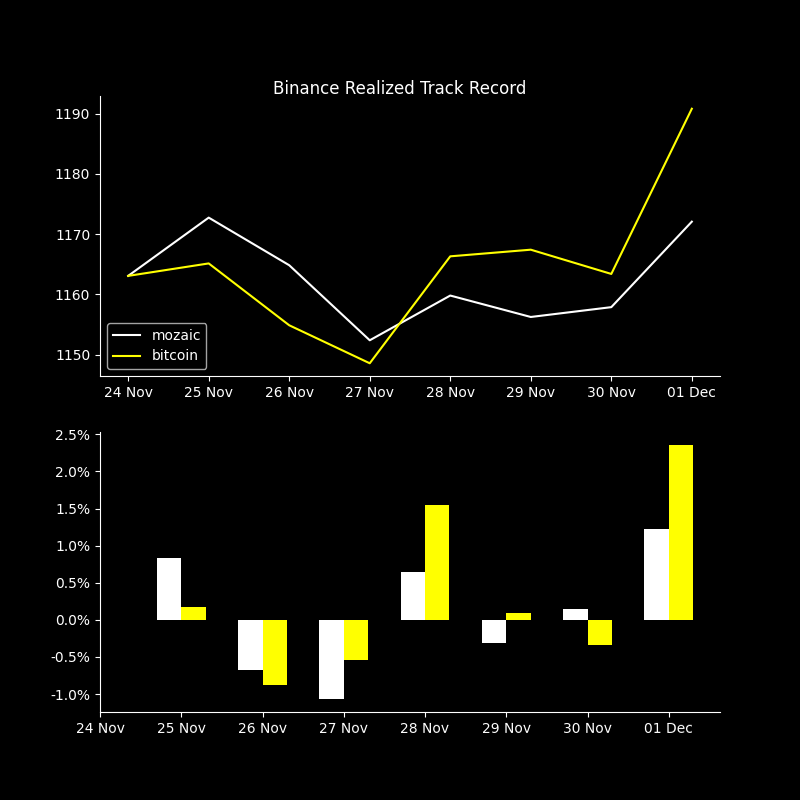 Binance Realized Track Record
1190
1180
1170
1160
1150
mozaic
bitcoin
24 Nov 25 Nov 26 Nov 27 Nov 28 Nov 29 Nov 30 Nov 01 Dec
2.5%
2.0%
1.5%
1.0%
0.5%
0.0%
-0.5%
-1.0%
24 Nov 25 Nov 26 Nov 27 Nov 28 Nov 29 Nov 30 Nov 01 Dec